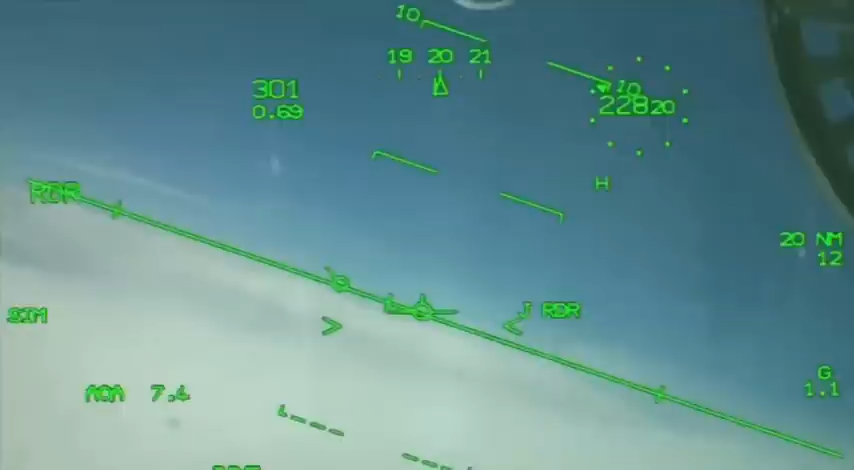 10
19 20 21
301
0.69
10
22820
H
RDR
20 NM
12
SIM
J RDR
G
1.1
AOA 7.4